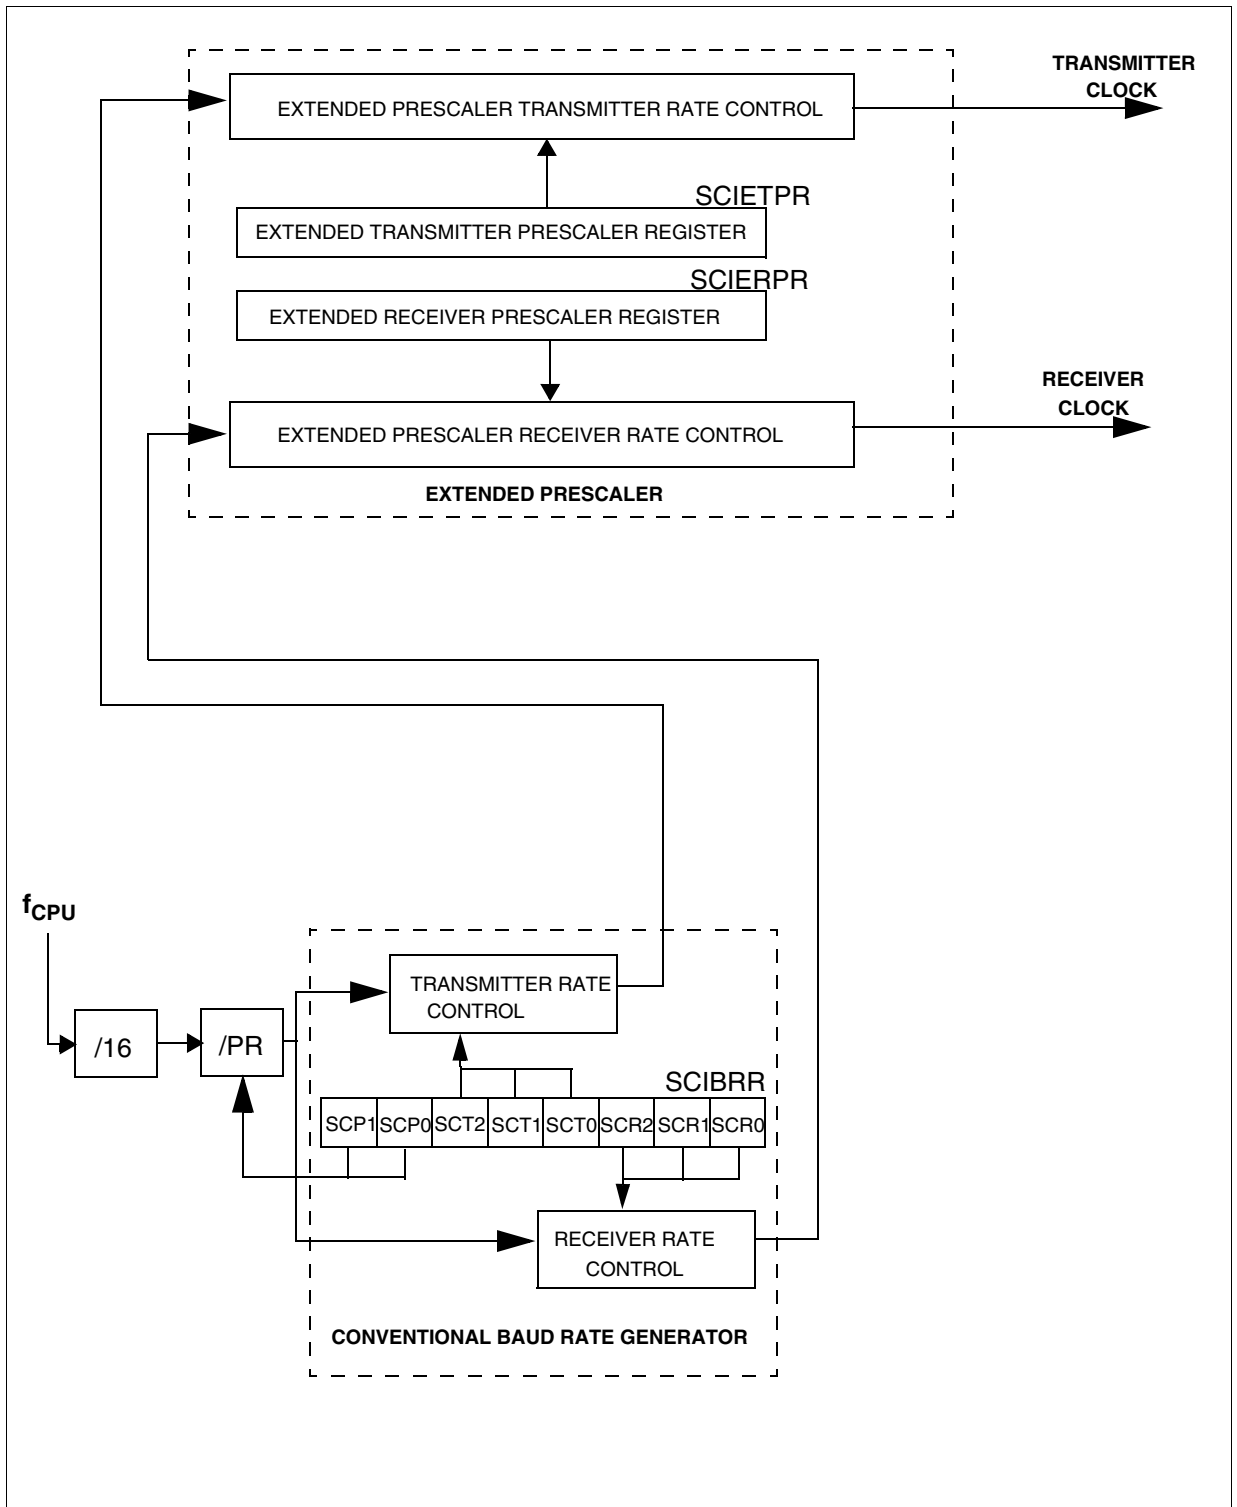 TRANSMITTER
CLOCK
EXTENDED PRESCALER TRANSMITTER RATE CONTROL
SCIETPR
EXTENDED TRANSMITTER PRESCALER REGISTER
SCIERPR
EXTENDED RECEIVER PRESCALER REGISTER
RECEIVER
CLOCK
EXTENDED PRESCALER RECEIVER RATE CONTROL
EXTENDED PRESCALER
fCPU
TRANSMITTER RATE
CONTROL
/16
/PR
SCIBRR
SCP1 SCP0 SCT2 SCT1 SCT0 SCR2 SCR1 SCR0
RECEIVER RATE
CONTROL
CONVENTIONAL BAUD RATE GENERATOR